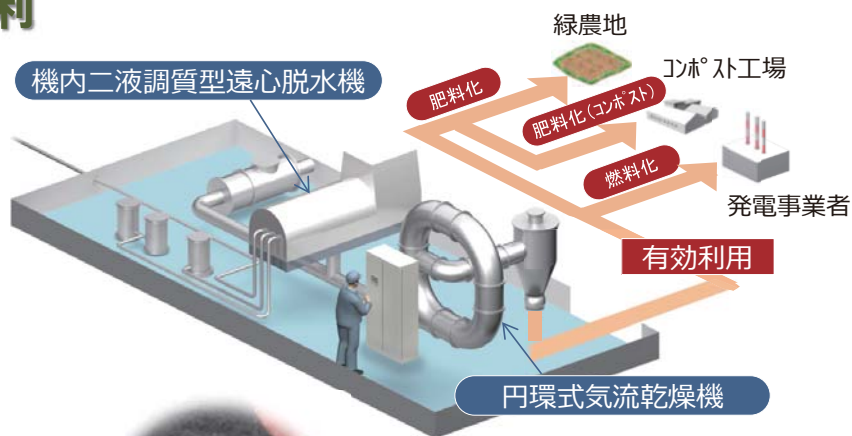 利
機内二液調質型遠心脱水機
緑農地
コンポスト工場
肥料化
肥料化(コンポスト)
燃料化
発電事業者
有効利用
円環式気流乾燥機